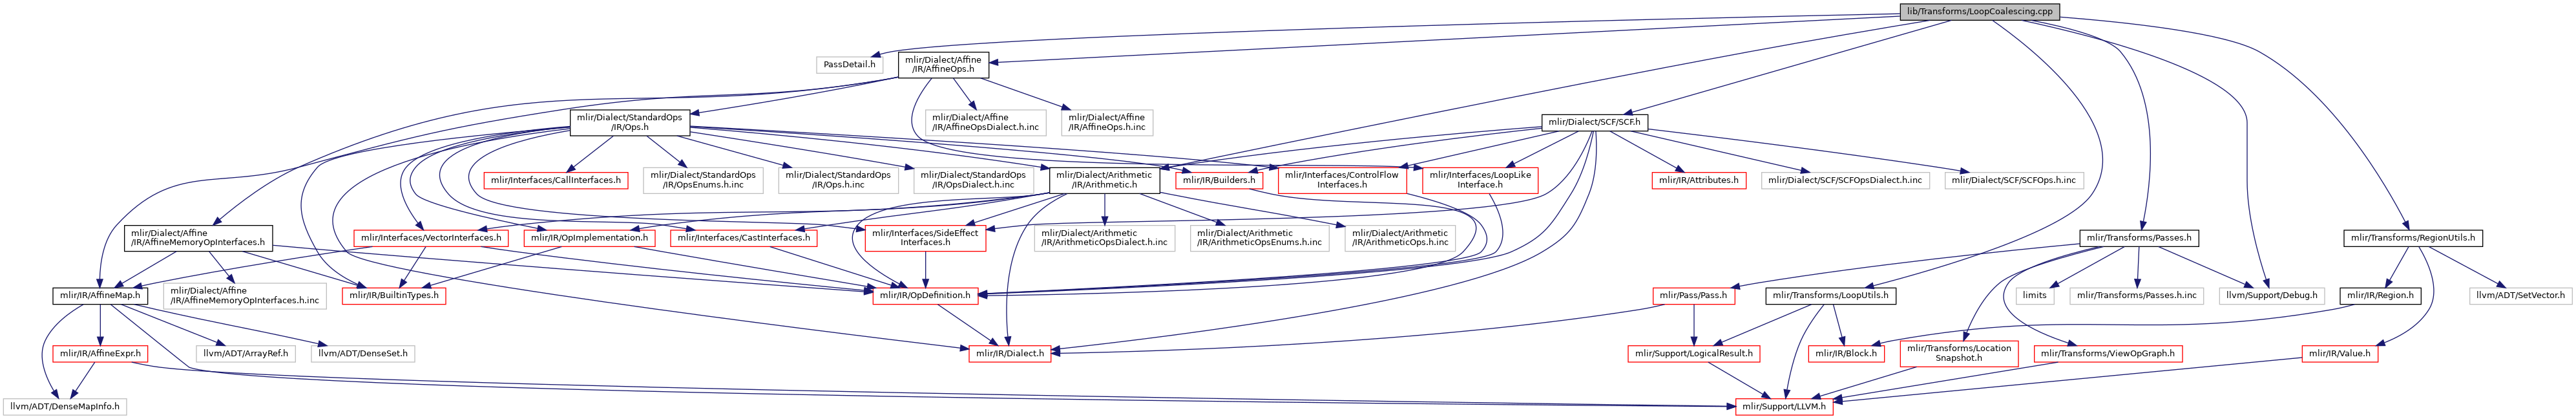 lib/Transforms/LoopCoalescing.cpp
PassDetail.h
mlir/Dialect/Affine
/IR/AffineOps.h
mlir/Dialect/StandardOps
/IR/Ops.h
mlir/Dialect/Affine
/IR/AffineOpsDialect.h.inc
mlir/Dialect/Affine
/IR/AffineOps.h.inc
mlir/Dialect/SCF/SCF.h
mlir/Interfaces/CallInterfaces.h
mlir/Dialect/StandardOps
/IR/OpsEnums.h.inc
mlir/Dialect/StandardOps
/IR/Ops.h.inc
mlir/Dialect/StandardOps
/IR/OpsDialect.h.inc
mlir/Dialect/Arithmetic
/IR/Arithmetic.h
mlir/IR/Builders.h
mlir/Interfaces/ControlFlow
Interfaces.h
mlir/Interfaces/LoopLike
Interface.h
mlir/IR/Attributes.h
mlir/Dialect/SCF/SCFOpsDialect.h.inc
mlir/Dialect/SCF/SCFOps.h.inc
mlir/Dialect/Affine
/IR/AffineMemoryOpInterfaces.h
mlir/Interfaces/VectorInterfaces.h
mlir/IR/OpImplementation.h
mlir/Interfaces/CastInterfaces.h
mlir/Interfaces/SideEffect
Interfaces.h
mlir/Dialect/Arithmetic
/IR/ArithmeticOpsDialect.h.inc
mlir/Dialect/Arithmetic
/IR/ArithmeticOpsEnums.h.inc
mlir/Dialect/Arithmetic
/IR/ArithmeticOps.h.inc
mlir/Transforms/Passes.h
mlir/Transforms/RegionUtils.h
mlir/IR/AffineMap.h
mlir/Dialect/Affine
/IR/AffineMemoryOpInterfaces.h.inc
mlir/IR/BuiltinTypes.h
mlir/IR/OpDefinition.h
mlir/Pass/Pass.h
mlir/Transforms/LoopUtils.h
limits
mlir/Transforms/Passes.h.inc
llvm/Support/Debug.h
mlir/IR/Region.h
llvm/ADT/SetVector.h
mlir/IR/AffineExpr.h
llvm/ADT/ArrayRef.h
llvm/ADT/DenseSet.h
mlir/IR/Dialect.h
mlir/Support/LogicalResult.h
mlir/IR/Block.h
mlir/Transforms/Location
Snapshot.h
mlir/Transforms/ViewOpGraph.h
mlir/IR/Value.h
llvm/ADT/DenseMapInfo.h
mlir/Support/LLVM.h